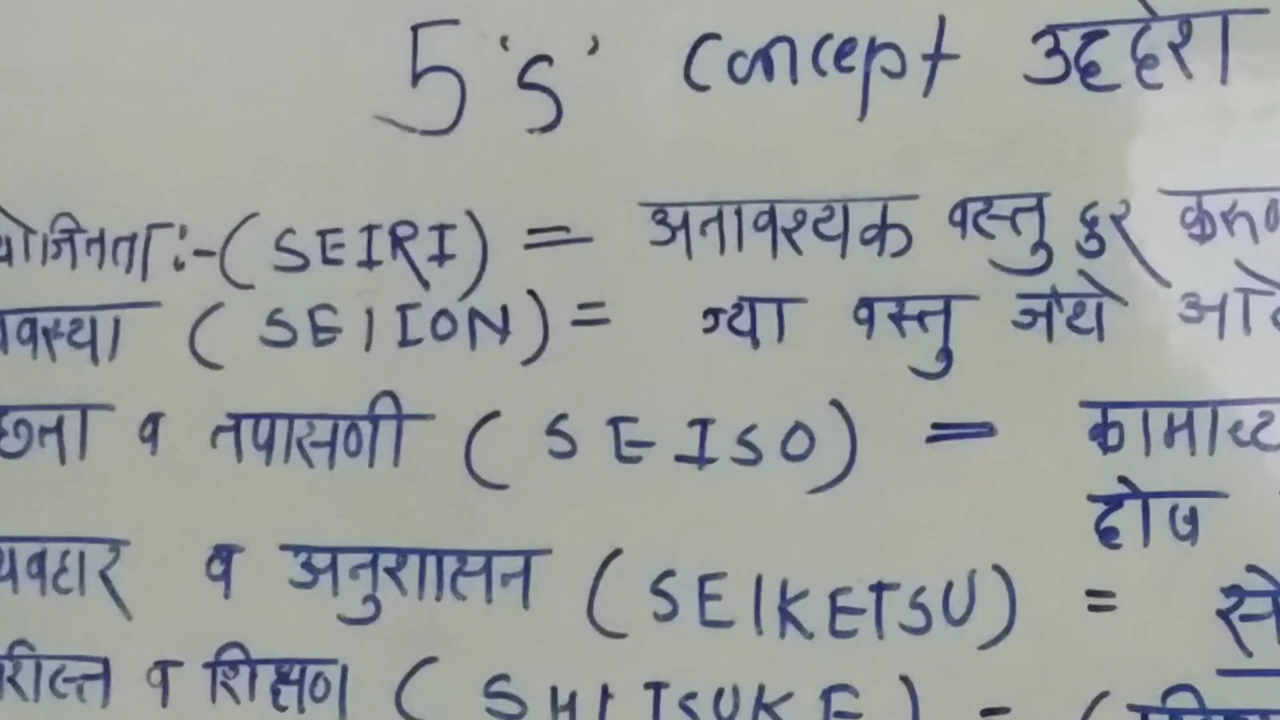 5 'S' concept उद्देश
योजिनता:-(SEIRI) = अनावश्यक वस्तु दुर करुन
वस्था (SEIION) = ज्या वस्तु जेथे
छता व तपासणी (SEISO) = कामाच्या
होज
यवहार व अनुशासन (SEIKETSU) = से
रिस्त व शिक्षण (SHITSUKE) - (